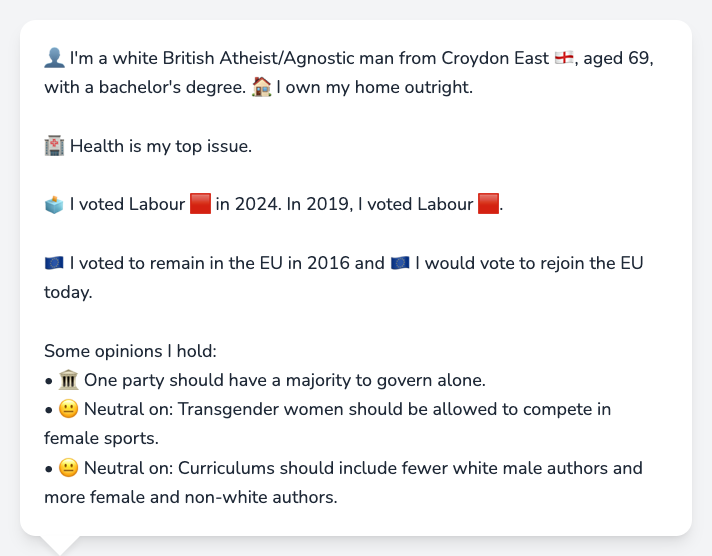 👤 I'm a white British Atheist/Agnostic man from Croydon East 🏴󠁧󠁢󠁥󠁮󠁧󠁿, aged 69,
with a bachelor's degree. 🏠 I own my home outright.
🏥 Health is my top issue.
🗳️ I voted Labour 🟥 in 2024. In 2019, I voted Labour 🟥.
🇪🇺 I voted to remain in the EU in 2016 and 🇪🇺 I would vote to rejoin the EU
today.
Some opinions I hold:
• 🏛️ One party should have a majority to govern alone.
• 😐 Neutral on: Transgender women should be allowed to compete in
female sports.
• 😐 Neutral on: Curriculums should include fewer white male authors and
more female and non-white authors.